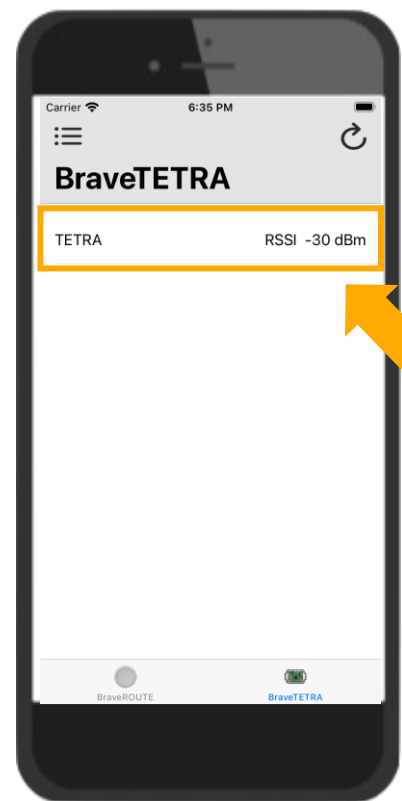 Carrier 6:35 PM
BraveTETRA
TETRA RSSI -30 dBm
BraveROUTE BraveTETRA